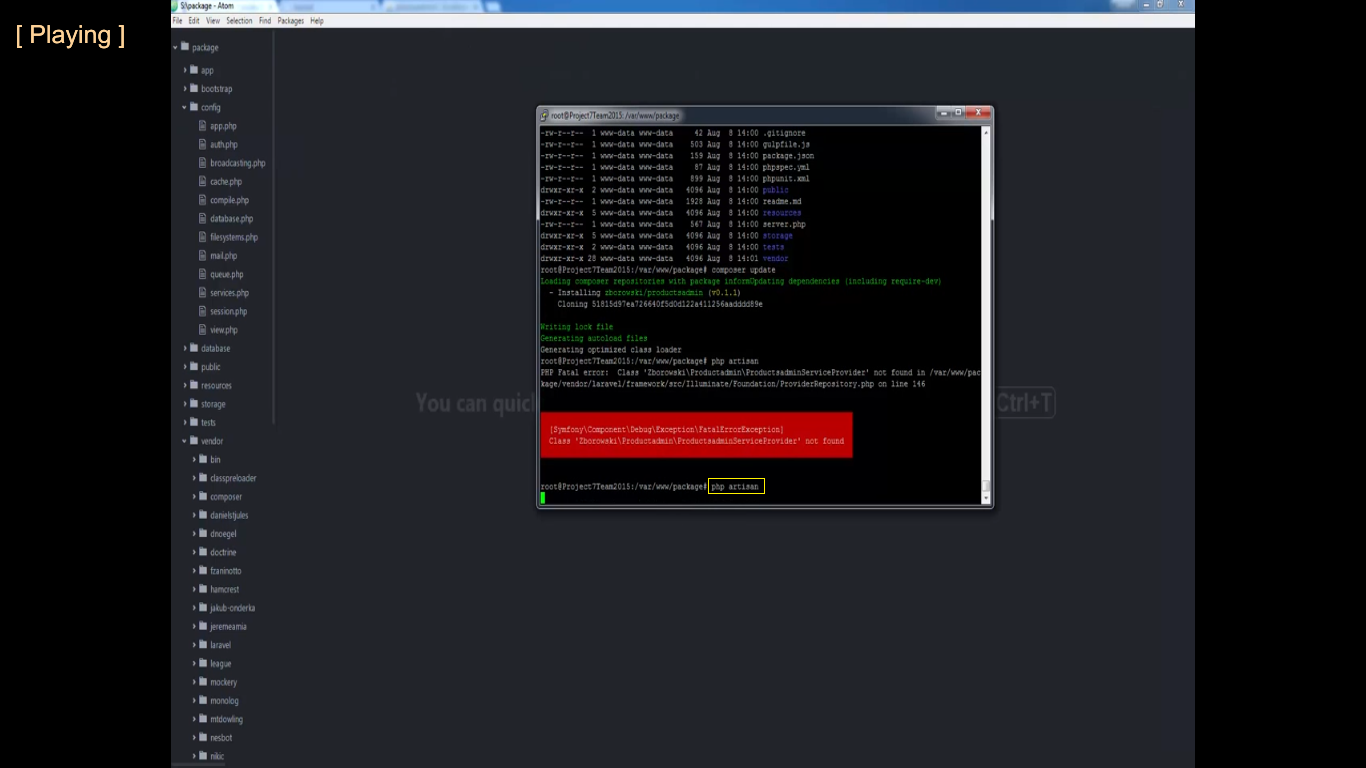 S:\package - Atom
File Edit View Selection Find Packages Help
[ Playing ]
package
app
bootstrap
config
app.php
auth.php
broadcasting.php
cache.php
compile.php
database.php
filesystems.php
mail.php
queue.php
services.php
session.php
view.php
database
public
resources
storage
tests
vendor
bin
classpreloader
composer
danielstjules
dnoegel
doctrine
fzaninotto
hamcrest
jakub-onderka
jeremeamia
laravel
league
mockery
monolog
mtdowling
nesbot
nikic
You can quic
Ctrl+T
root@Project7Team2015: /var/www/package
-rw-r--r-- 1 www-data www-data 42 Aug 8 14:00 .gitignore
-rw-r--r-- 1 www-data www-data 503 Aug 8 14:00 gulpfile.js
-rw-r--r-- 1 www-data www-data 159 Aug 8 14:00 package.json
-rw-r--r-- 1 www-data www-data 87 Aug 8 14:00 phpspec.yml
-rw-r--r-- 1 www-data www-data 899 Aug 8 14:00 phpunit.xml
drwxr-xr-x 2 www-data www-data 4096 Aug 8 14:00 public
-rw-r--r-- 1 www-data www-data 1928 Aug 8 14:00 readme.md
drwxr-xr-x 5 www-data www-data 4096 Aug 8 14:00 resources
-rw-r--r-- 1 www-data www-data 567 Aug 8 14:00 server.php
drwxr-xr-x 5 www-data www-data 4096 Aug 8 14:00 storage
drwxr-xr-x 2 www-data www-data 4096 Aug 8 14:00 tests
drwxr-xr-x 28 www-data www-data 4096 Aug 8 14:01 vendor
root@Project7Team2015:/var/www/package# composer update
Loading composer repositories with package informUpdating dependencies (including require-dev)
- Installing zborowski/productsadmin (v0.1.1)
Cloning 51815d97ea726640f5d0d122a411256aadddd89e
Writing lock file
Generating autoload files
Generating optimized class loader
root@Project7Team2015:/var/www/package# php artisan
PHP Fatal error: Class 'Zborowski\Productadmin\ProductsadminServiceProvider' not found in /var/www/pac
kage/vendor/laravel/framework/src/Illuminate/Foundation/ProviderRepository.php on line 146
[Symfony\Component\Debug\Exception\FatalErrorException]
Class 'Zborowski\Productadmin\ProductsadminServiceProvider' not found
root@Project7Team2015:/var/www/package# php artisan